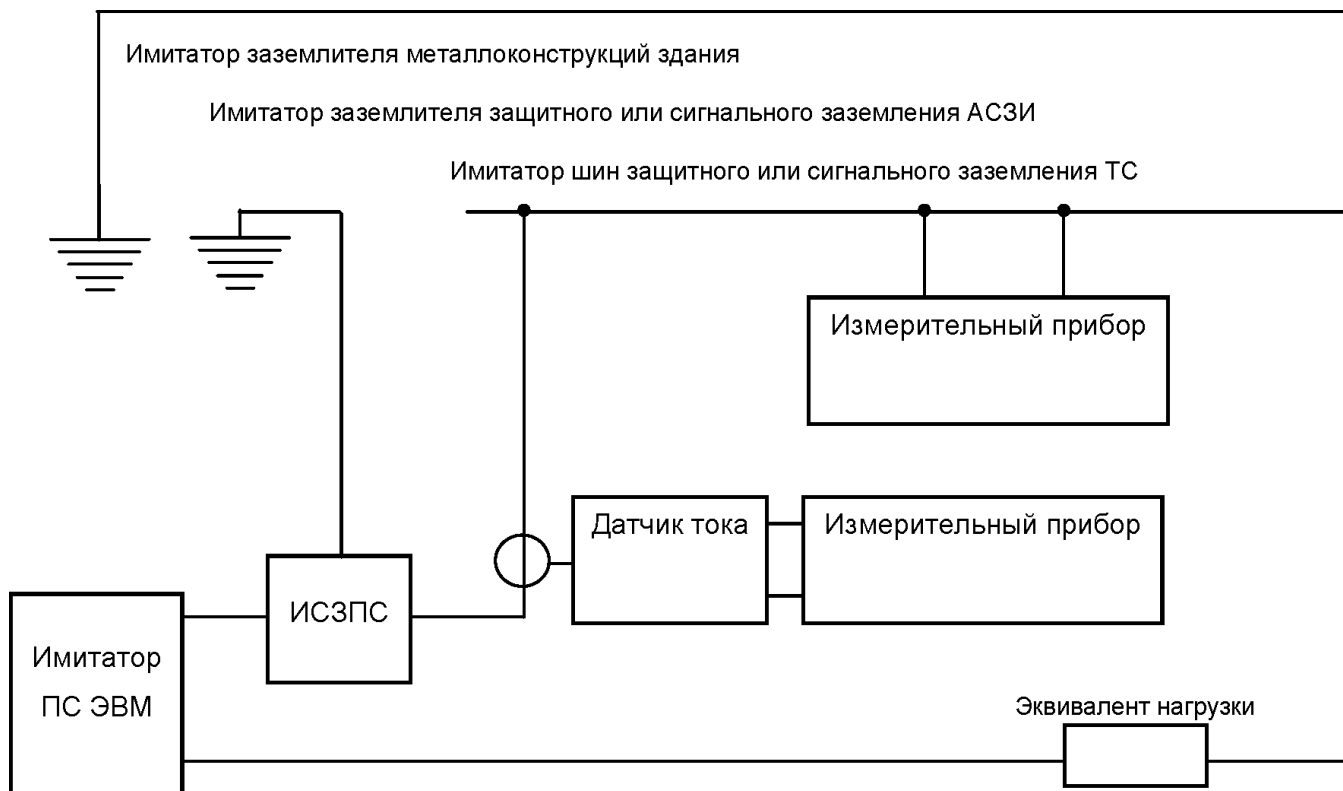 Имитатор заземлителя металлоконструкций здания
Имитатор заземлителя защитного или сигнального заземления АСЗИ
Имитатор шин защитного или сигнального заземления ТС
Измерительный прибор
Датчик тока
Измерительный прибор
ИСЗПС
Имитатор
ПС ЭВМ
Эквивалент нагрузки